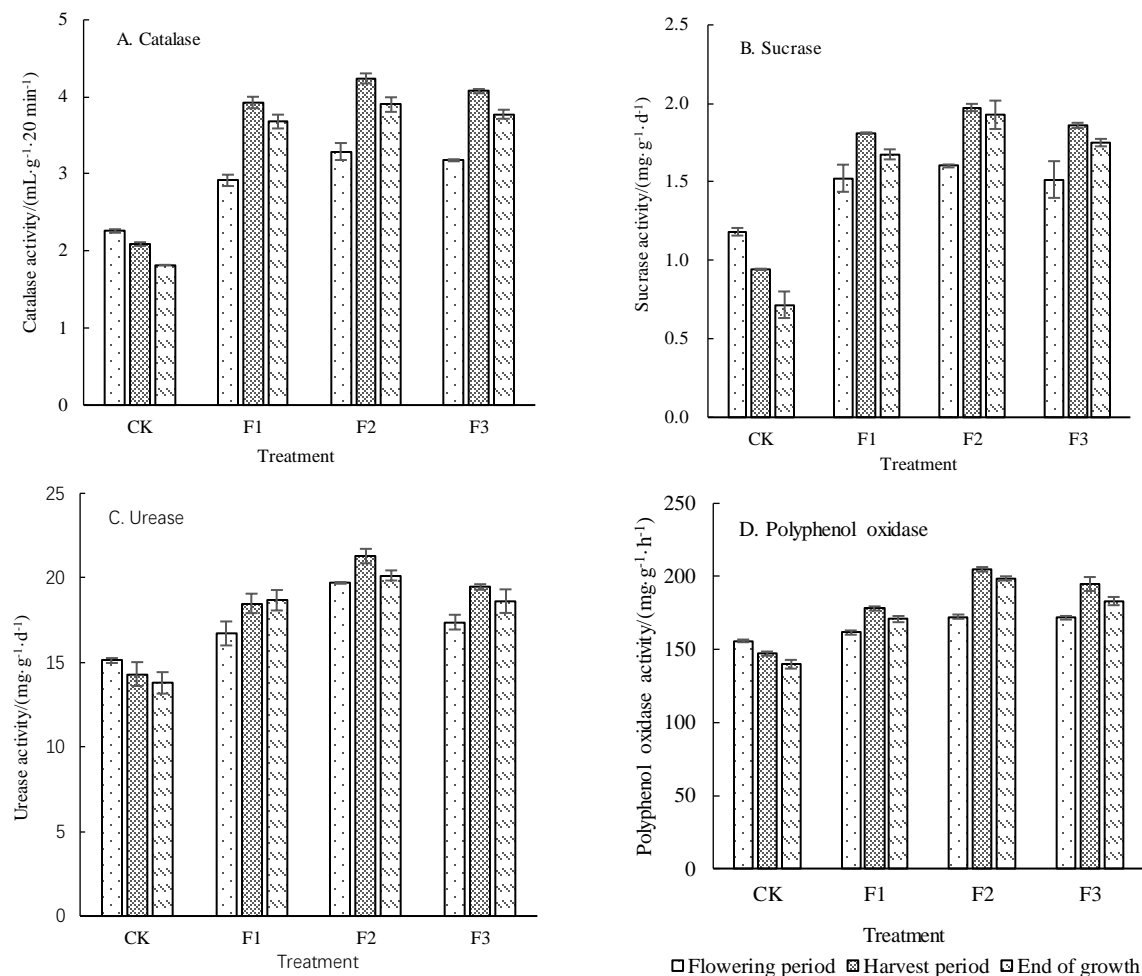 A. Catalase
Catalase activity/(mL·g⁻¹·20 min⁻¹)
5
4
3
2
1
0
CK F1 F2 F3
Treatment
B. Sucrase
Sucrase activity/(mg·g⁻¹·d⁻¹)
2.5
2.0
1.5
1.0
0.5
0.0
CK F1 F2 F3
Treatment
C. Urease
Urease activity/(mg·g⁻¹·d⁻¹)
25
20
15
10
5
0
CK F1 F2 F3
Treatment
D. Polyphenol oxidase
Polyphenol oxidase activity/(mg·g⁻¹·h⁻¹)
250
200
150
100
50
0
CK F1 F2 F3
Treatment
Flowering period Harvest period End of growth